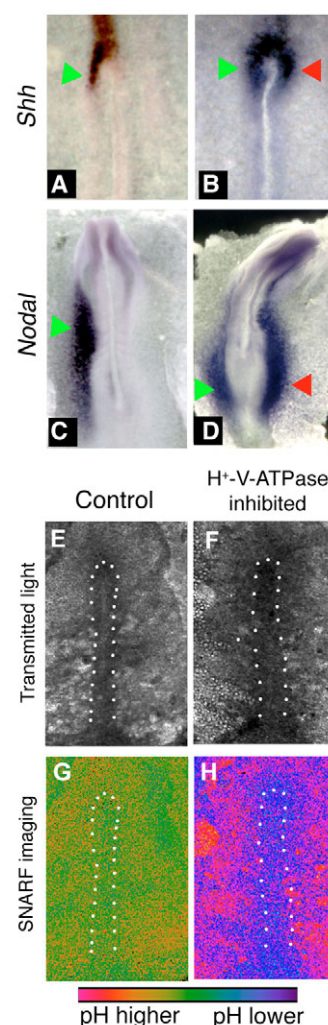 Shh
A
B
Nodal
C
D
Control
H⁺-V-ATPase
inhibited
Transmitted light
E
F
SNARF imaging
G
H
pH higher
pH lower